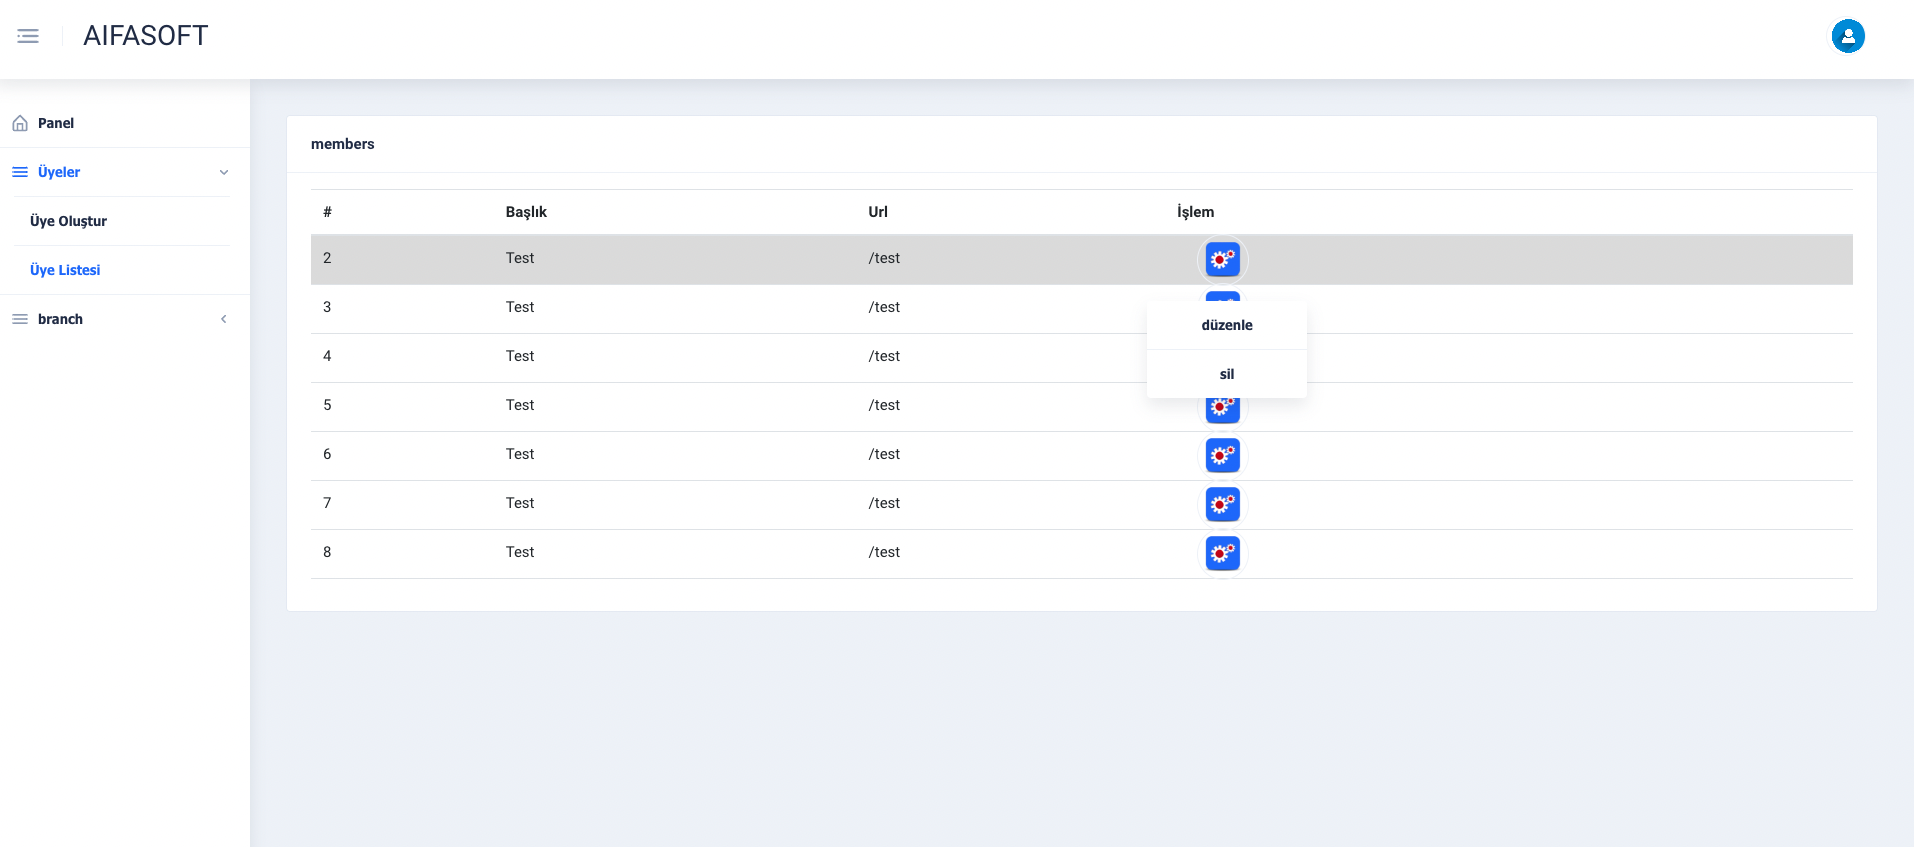 AIFASOFT
Panel
Üyeler
Üye Oluştur
Üye Listesi
branch
members
# Başlık Url İşlem
2 Test /test
3 Test /test
düzenle
4 Test /test
sil
5 Test /test
6 Test /test
7 Test /test
8 Test /test